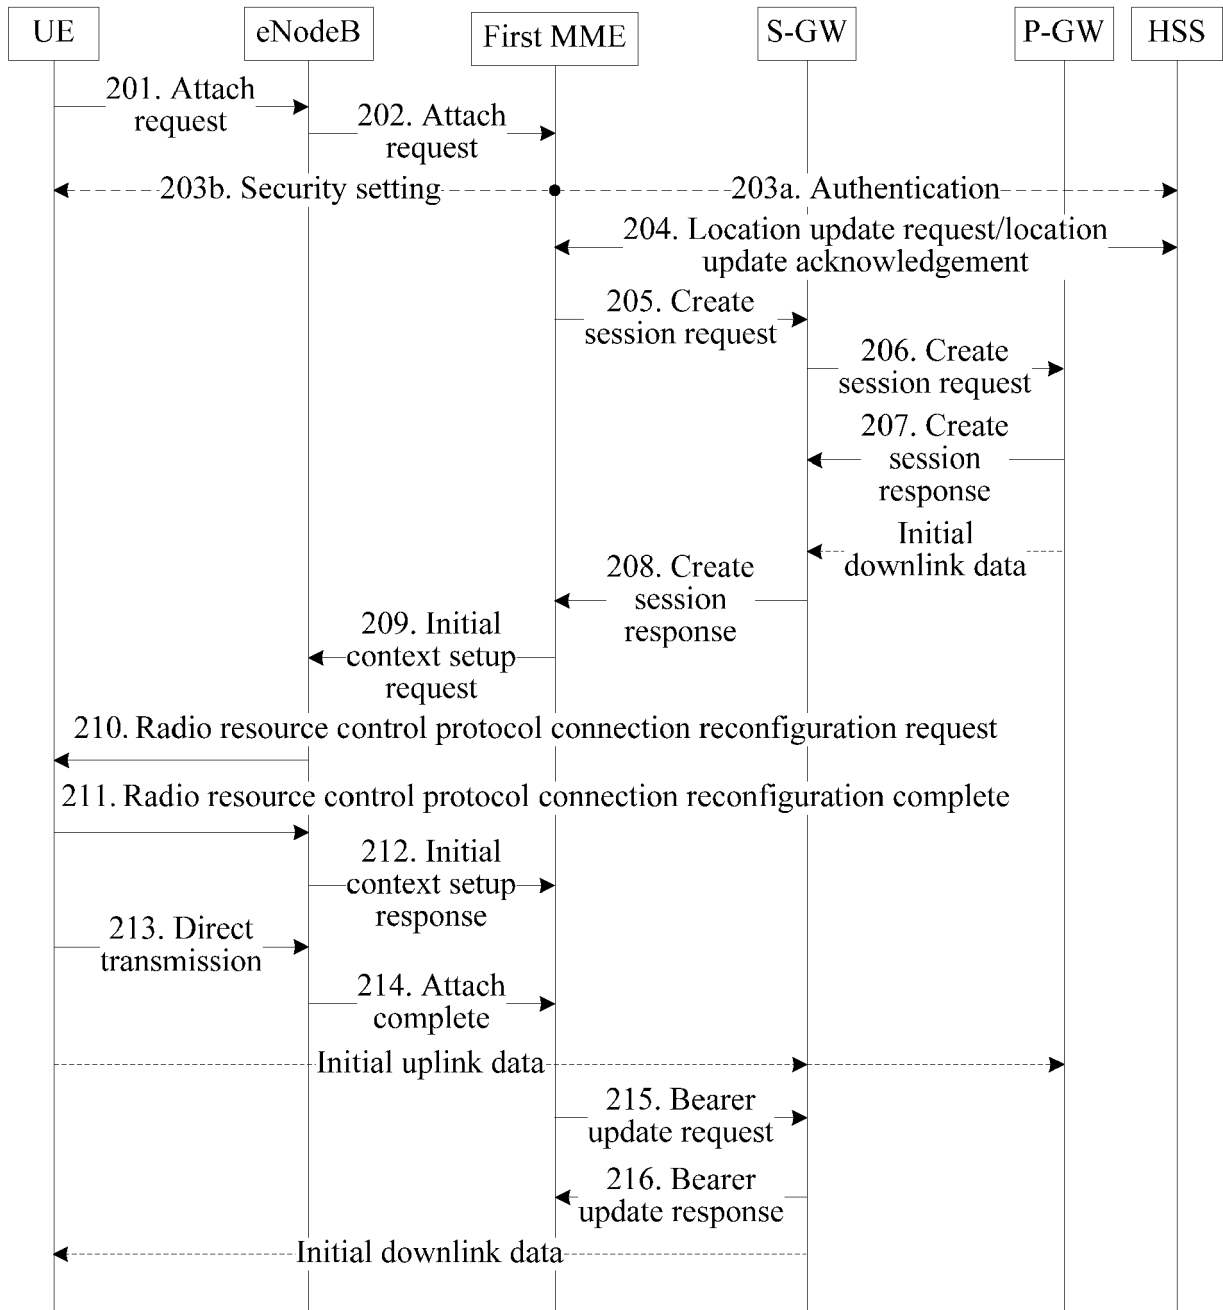 UE
eNodeB
First MME
S-GW
P-GW
HSS
201. Attach
request
202. Attach
request
203b. Security setting
203a. Authentication
204. Location update request/location
update acknowledgement
205. Create
session request
206. Create
session request
207. Create
session
response
Initial
downlink data
208. Create
session
response
209. Initial
context setup
request
210. Radio resource control protocol connection reconfiguration request
211. Radio resource control protocol connection reconfiguration complete
212. Initial
context setup
response
213. Direct
transmission
214. Attach
complete
Initial uplink data
215. Bearer
update request
216. Bearer
update response
Initial downlink data